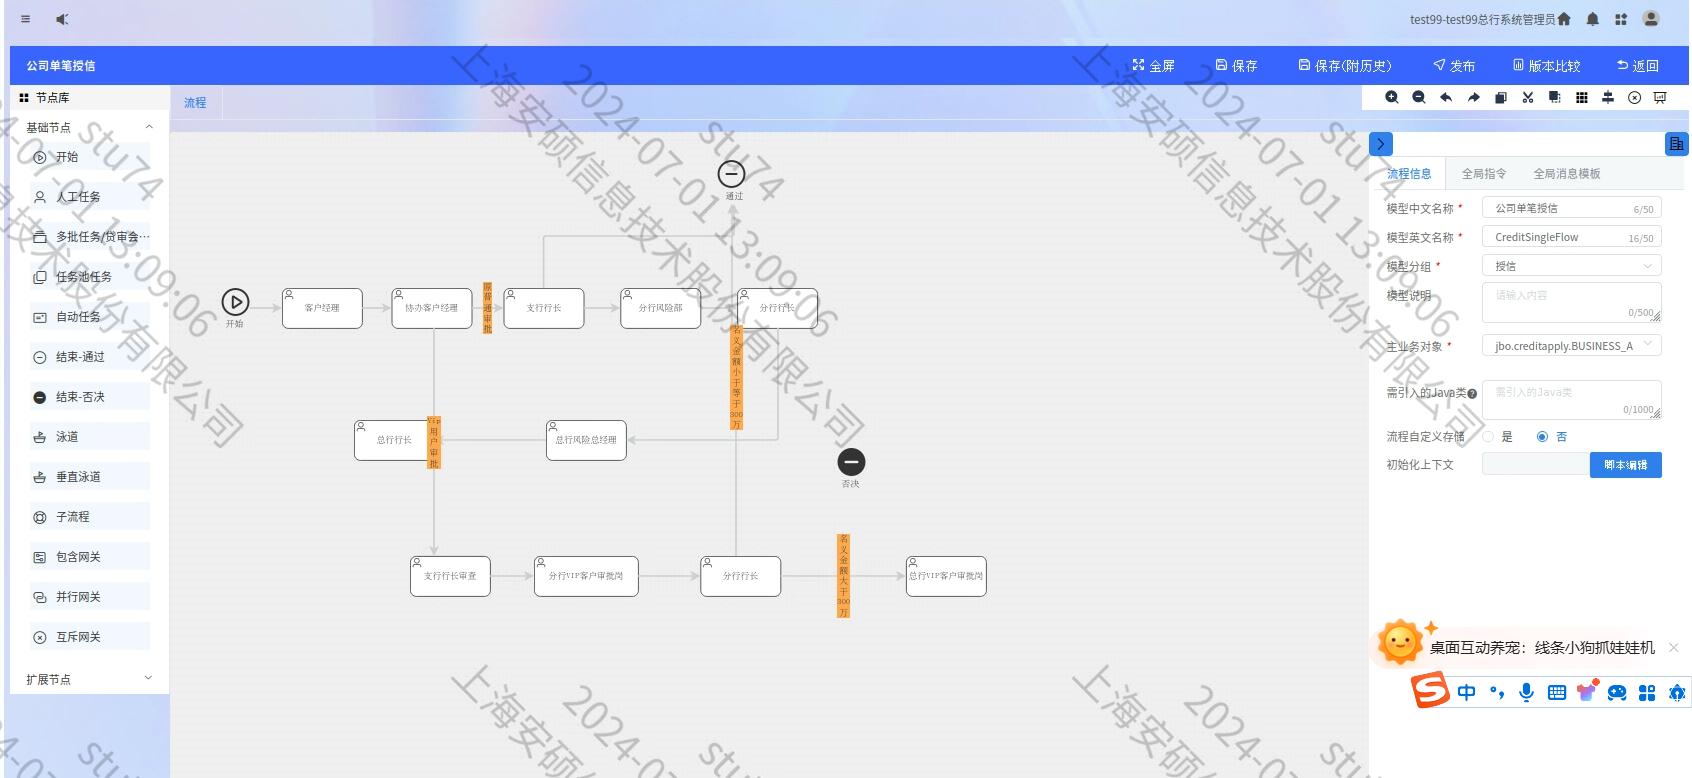 test99-test99总行系统管理员
公司单笔授信
全屏
保存
保存(附历史)
发布
版本比较
返回
节点库
流程
基础节点
开始
人工任务
多批任务/贷审会…
任务池任务
自动任务
结束-通过
结束-否决
泳道
垂直泳道
子流程
包含网关
并行网关
互斥网关
扩展节点
通过
开始
客户经理
协办客户经理
原普通审批
支行行长
分行风险部
分行行长
名义金额小于等于300万
总行行长
Vip用户审批
总行风险总经理
否决
支行行长审查
分行VIP客户审批岗
分行行长
名义金额大于300万
总行VIP客户审批岗
流程信息
全局指令
全局消息模板
模型中文名称 *
公司单笔授信
6/50
模型英文名称 *
CreditSingleFlow
16/50
模型分组 *
授信
模型说明
请输入内容
0/500
主业务对象 *
jbo.creditapply.BUSINESS_A
需引入的Java类
需引入的Java类
0/1000
流程自定义存储
是
否
初始化上下文
脚本编辑
桌面互动养宠：线条小狗抓娃娃机
中
stu74
2024-07-01 13:09:06
上海安硕信息技术股份有限公司